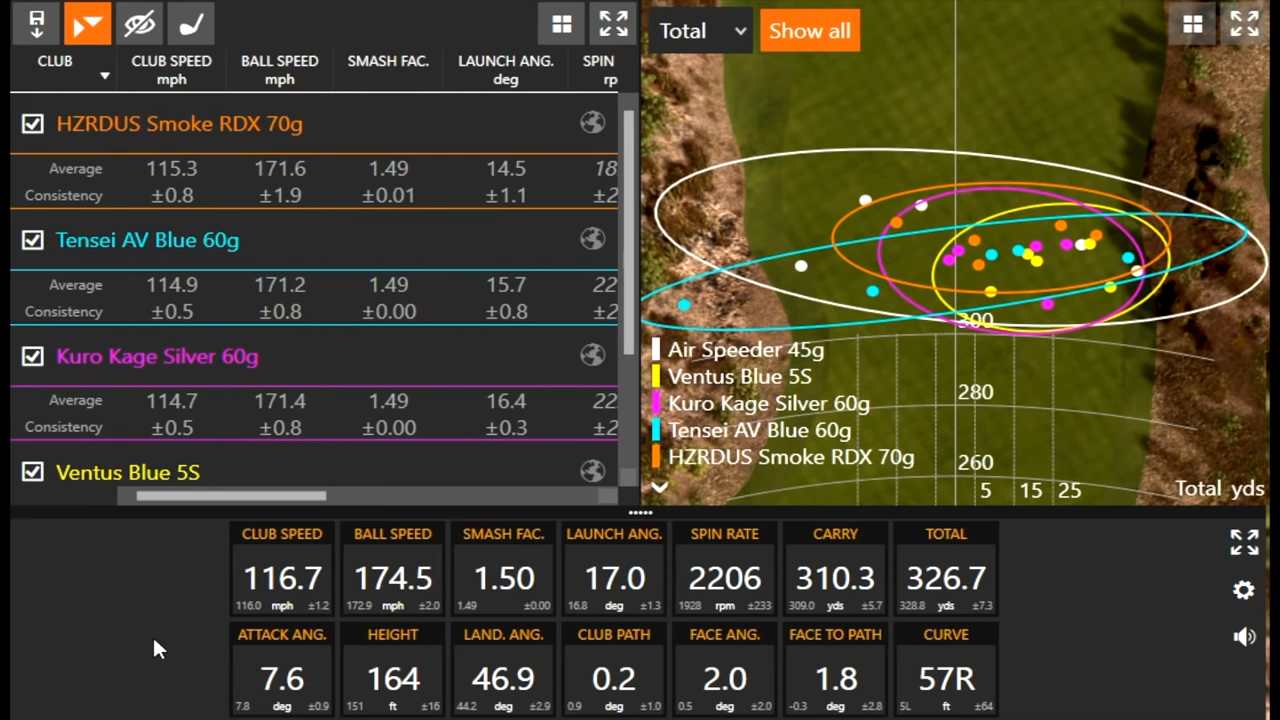 CLUB CLUB SPEED BALL SPEED SMASH FAC. LAUNCH ANG. SPIN
mph mph deg rp
HZRDUS Smoke RDX 70g
Average 115.3 171.6 1.49 14.5 18
Consistency ±0.8 ±1.9 ±0.01 ±1.1 ±2
Tensei AV Blue 60g
Average 114.9 171.2 1.49 15.7 22
Consistency ±0.5 ±0.8 ±0.00 ±0.8 ±2
Kuro Kage Silver 60g
Average 114.7 171.4 1.49 16.4 22
Consistency ±0.5 ±0.8 ±0.00 ±0.3 ±2
Ventus Blue 5S
Total Show all
300
Air Speeder 45g
Ventus Blue 5S
280
Kuro Kage Silver 60g
Tensei AV Blue 60g
HZRDUS Smoke RDX 70g
260
5 15 25 Total yds
CLUB SPEED BALL SPEED SMASH FAC. LAUNCH ANG. SPIN RATE CARRY TOTAL
116.7 174.5 1.50 17.0 2206 310.3 326.7
116.0 mph ±1.2 172.9 mph ±2.0 1.49 ±0.00 16.8 deg ±1.3 1928 rpm ±233 309.0 yds ±5.7 328.8 yds ±7.3
ATTACK ANG. HEIGHT LAND. ANG. CLUB PATH FACE ANG. FACE TO PATH CURVE
7.6 164 46.9 0.2 2.0 1.8 57R
7.8 deg ±0.9 151 ft ±16 44.2 deg ±2.9 0.9 deg ±1.0 0.5 deg ±2.0 -0.3 deg ±2.8 5L ft ±64